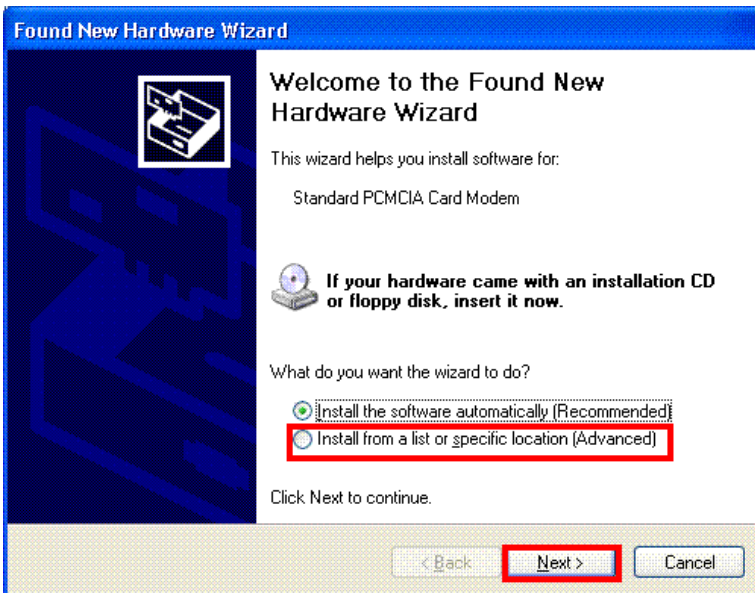 Found New Hardware Wizard
Welcome to the Found New
Hardware Wizard
This wizard helps you install software for:
Standard PCMCIA Card Modem
If your hardware came with an installation CD
or floppy disk, insert it now.
What do you want the wizard to do?
Install the software automatically (Recommended)
Install from a list or specific location (Advanced)
Click Next to continue.
< Back Next > Cancel